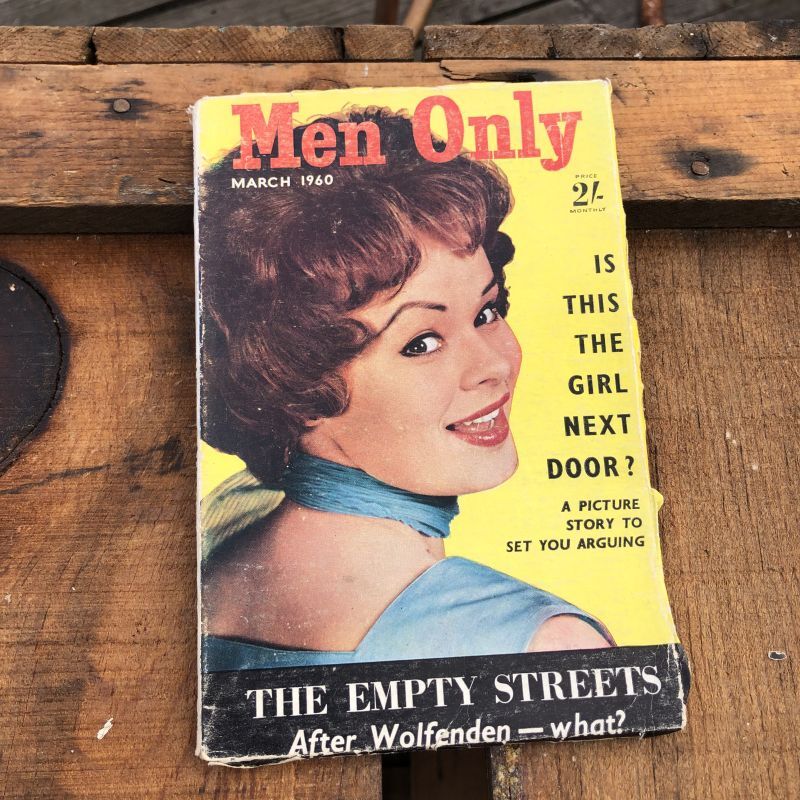 Men Only
MARCH 1960
PRICE
2/-
MONTHLY
IS
THIS
THE
GIRL
NEXT
DOOR?
A PICTURE
STORY TO
SET YOU ARGUING
THE EMPTY STREETS
After Wolfenden — what?